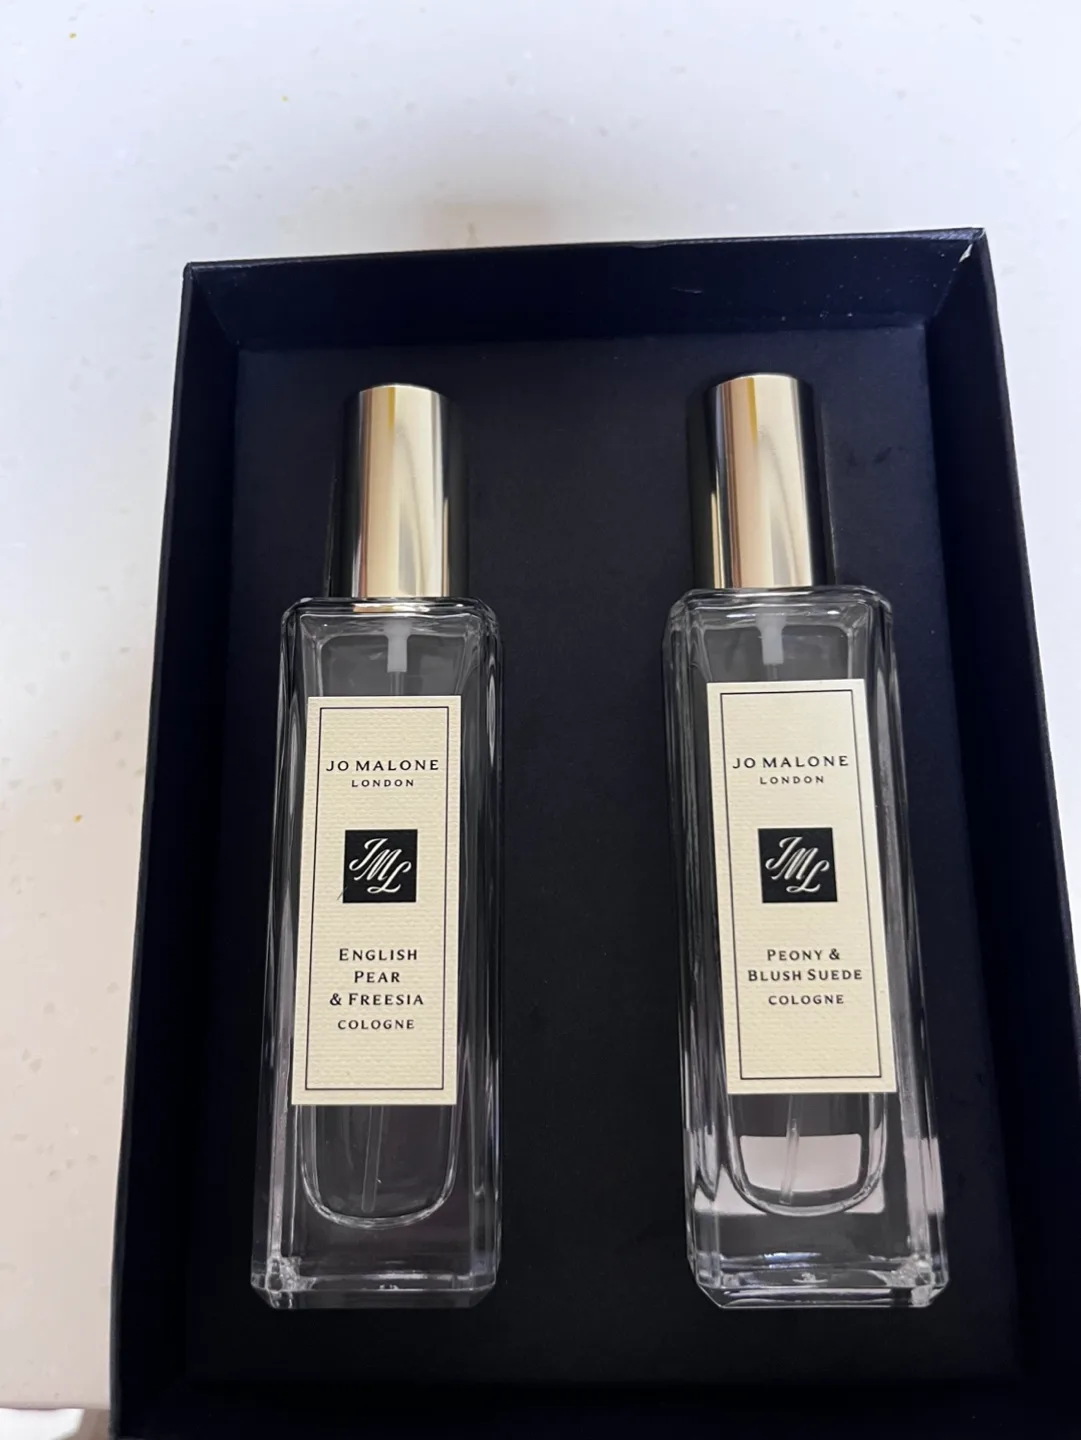 JO MALONE
LONDON
JML
ENGLISH
PEAR
& FREESIA
COLOGNE
JO MALONE
LONDON
JML
PEONY &
BLUSH SUEDE
COLOGNE